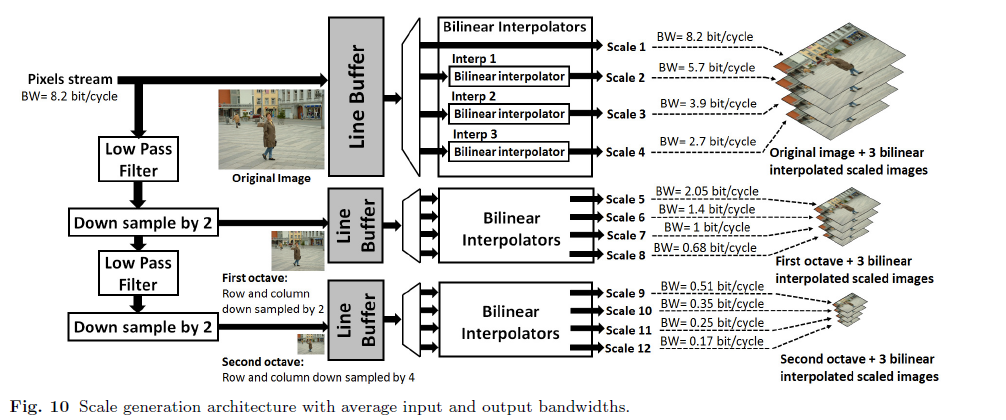 Pixels stream
BW= 8.2 bit/cycle
Low Pass
Filter
Down sample by 2
Low Pass
Filter
Down sample by 2
Original Image
Line Buffer
Bilinear Interpolators
Interp 1
Bilinear interpolator
Interp 2
Bilinear interpolator
Interp 3
Bilinear interpolator
Scale 1
Scale 2
Scale 3
Scale 4
BW= 8.2 bit/cycle
BW= 5.7 bit/cycle
BW= 3.9 bit/cycle
BW= 2.7 bit/cycle
Original image + 3 bilinear
interpolated scaled images
First octave:
Row and column
down sampled by 2
Line
Buffer
Bilinear
Interpolators
Scale 5
Scale 6
Scale 7
Scale 8
BW= 2.05 bit/cycle
BW= 1.4 bit/cycle
BW= 1 bit/cycle
BW= 0.68 bit/cycle
First octave + 3 bilinear
interpolated scaled images
Second octave:
Row and column down sampled by 4
Line
Buffer
Bilinear
Interpolators
Scale 9
Scale 10
Scale 11
Scale 12
BW= 0.51 bit/cycle
BW= 0.35 bit/cycle
BW= 0.25 bit/cycle
BW= 0.17 bit/cycle
Second octave + 3 bilinear
interpolated scaled images
Fig. 10 Scale generation architecture with average input and output bandwidths.